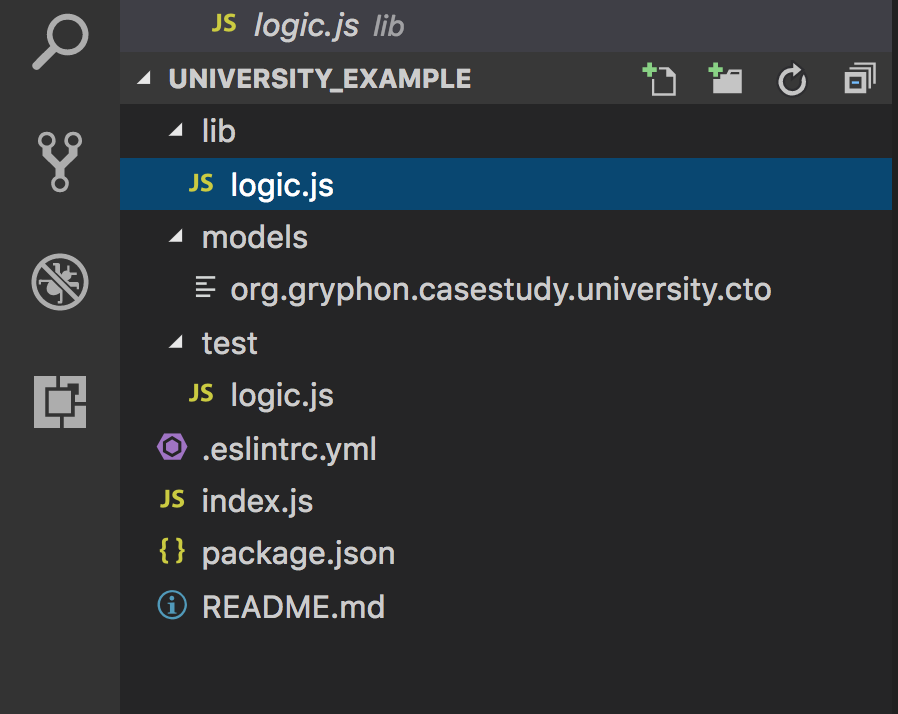 JS logic.js lib
UNIVERSITY_EXAMPLE
lib
JS logic.js
models
org.gryphon.casestudy.university.cto
test
JS logic.js
.eslintrc.yml
JS index.js
{ } package.json
README.md